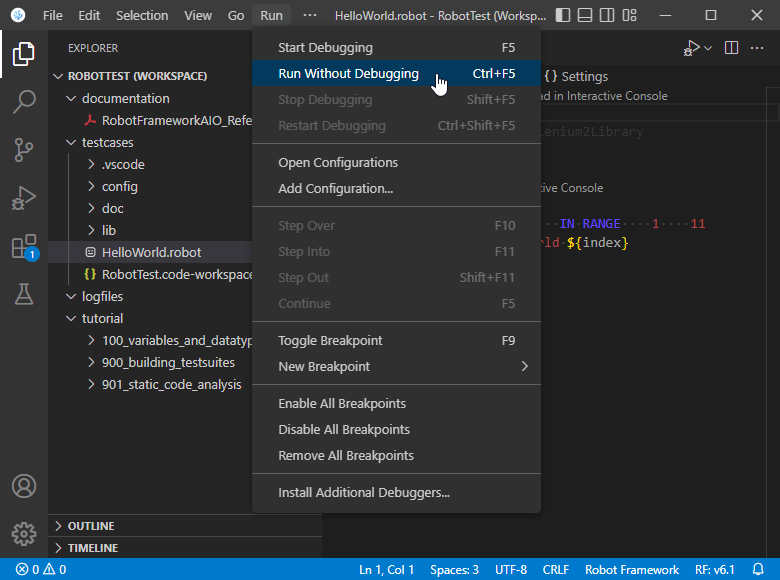 File Edit Selection View Go Run ··· HelloWorld.robot - RobotTest (Worksp...
EXPLORER
ROBOTTEST (WORKSPACE)
documentation
RobotFrameworkAIO_Refe
testcases
.vscode
config
doc
lib
HelloWorld.robot
RobotTest.code-workspace
logfiles
tutorial
100_variables_and_datatyp
900_building_testsuites
901_static_code_analysis
OUTLINE
TIMELINE
Start Debugging F5
Run Without Debugging Ctrl+F5
Stop Debugging Shift+F5
Restart Debugging Ctrl+Shift+F5
Open Configurations
Add Configuration...
Step Over F10
Step Into F11
Step Out Shift+F11
Continue F5
Toggle Breakpoint F9
New Breakpoint
Enable All Breakpoints
Disable All Breakpoints
Remove All Breakpoints
Install Additional Debuggers...
{} Settings
d in Interactive Console
lenium2Library
tive Console
IN RANGE····1····11
ld·${index}
1
0 0 Ln 1, Col 1 Spaces: 3 UTF-8 CRLF Robot Framework RF: v6.1